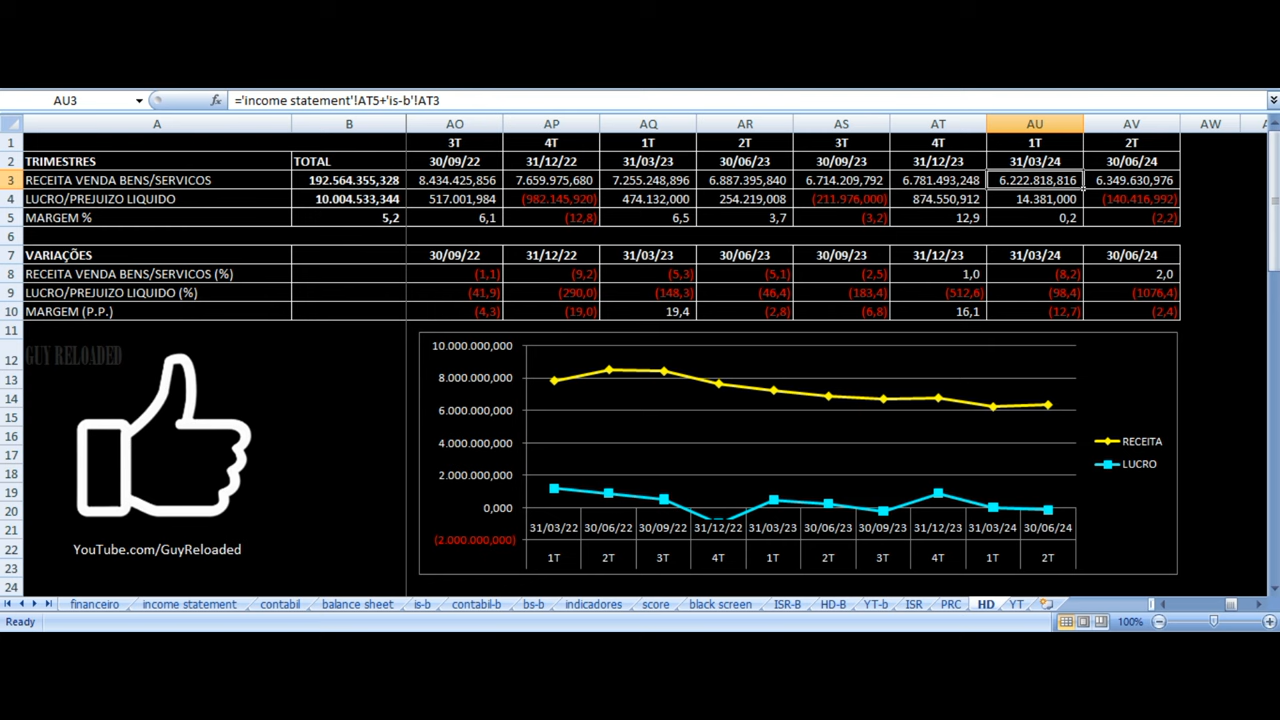 AU3 fx ='income statement'!AT5+'is-b'!AT3
A B AO AP AQ AR AS AT AU AV AW
1 3T 4T 1T 2T 3T 4T 1T 2T
2 TRIMESTRES TOTAL 30/09/22 31/12/22 31/03/23 30/06/23 30/09/23 31/12/23 31/03/24 30/06/24
3 RECEITA VENDA BENS/SERVICOS 192.564.355,328 8.434.425,856 7.659.975,680 7.255.248,896 6.887.395,840 6.714.209,792 6.781.493,248 6.222.818,816 6.349.630,976
4 LUCRO/PREJUIZO LIQUIDO 10.004.533,344 517.001,984 (982.145,920) 474.132,000 254.219,008 (211.976,000) 874.550,912 14.381,000 (140.416,992)
5 MARGEM % 5,2 6,1 (12,8) 6,5 3,7 (3,2) 12,9 0,2 (2,2)
6
7 VARIAÇÕES 30/09/22 31/12/22 31/03/23 30/06/23 30/09/23 31/12/23 31/03/24 30/06/24
8 RECEITA VENDA BENS/SERVICOS (%) (1,1) (9,2) (5,3) (5,1) (2,5) 1,0 (8,2) 2,0
9 LUCRO/PREJUIZO LIQUIDO (%) (41,9) (290,0) (148,3) (46,4) (183,4) (512,6) (98,4) (1076,4)
10 MARGEM (P.P.) (4,3) (19,0) 19,4 (2,8) (6,8) 16,1 (12,7) (2,4)
11
12 GUY RELOADED
13
14
15
16
17
18
19
20
21
22
23
24
YouTube.com/GuyReloaded
10.000.000,000
8.000.000,000
6.000.000,000
4.000.000,000
2.000.000,000
0,000
(2.000.000,000)
RECEITA
LUCRO
31/03/22 30/06/22 30/09/22 31/12/22 31/03/23 30/06/23 30/09/23 31/12/23 31/03/24 30/06/24
1T 2T 3T 4T 1T 2T 3T 4T 1T 2T
financeiro income statement contabil balance sheet is-b contabil-b bs-b indicadores score black screen ISR-B HD-B YT-b ISR PRC HD YT
Ready 100%